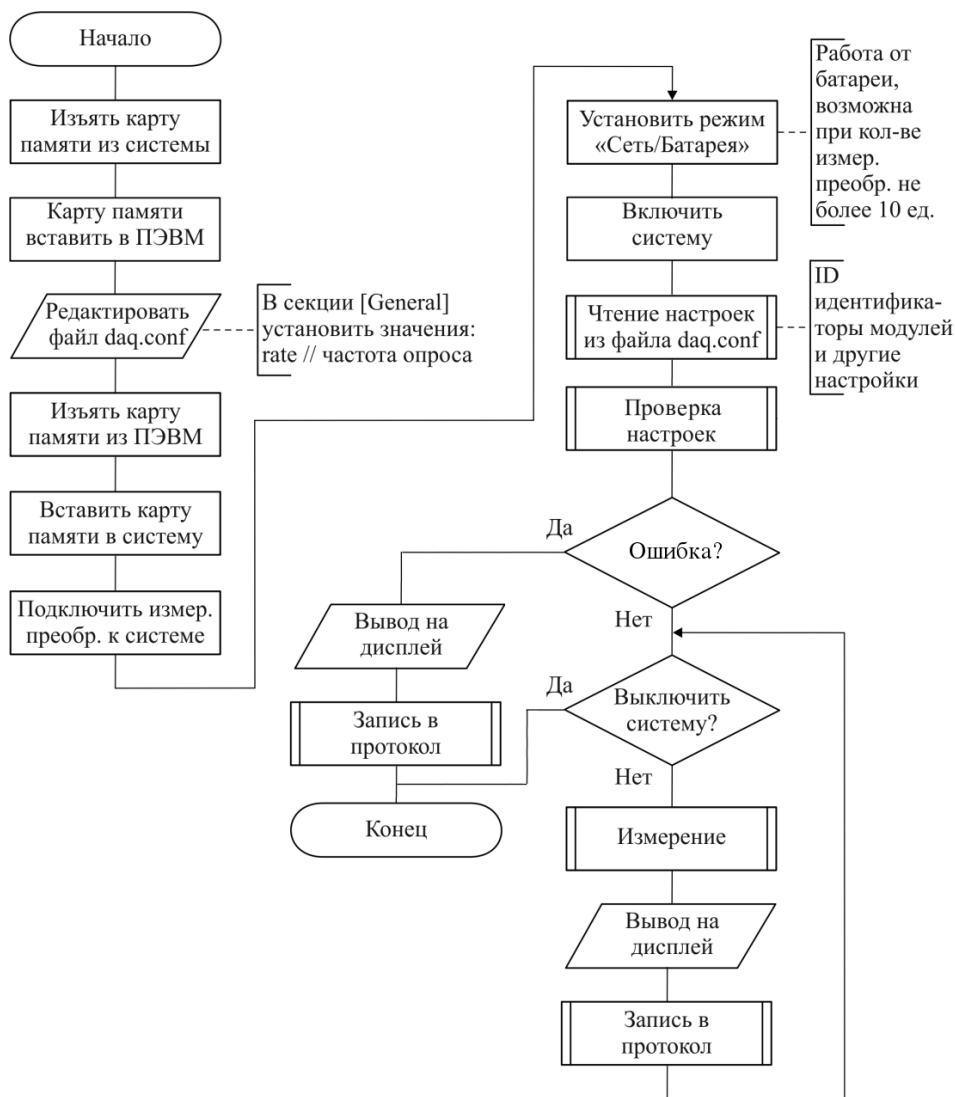 Начало
Изъять карту
памяти из системы
Карту памяти
вставить в ПЭВМ
Редактировать
файл daq.conf
В секции [General]
установить значения:
rate // частота опроса
Изъять карту
памяти из ПЭВМ
Вставить карту
памяти в систему
Подключить измер.
преобр. к системе
Установить режим
«Сеть/Батарея»
Работа от
батареи,
возможна
при кол-ве
измер.
преобр. не
более 10 ед.
Включить
систему
Чтение настроек
из файла daq.conf
ID
идентифика-
торы модулей
и другие
настройки
Проверка
настроек
Ошибка?
Да
Нет
Вывод на
дисплей
Запись в
протокол
Конец
Выключить
систему?
Да
Нет
Измерение
Вывод на
дисплей
Запись в
протокол